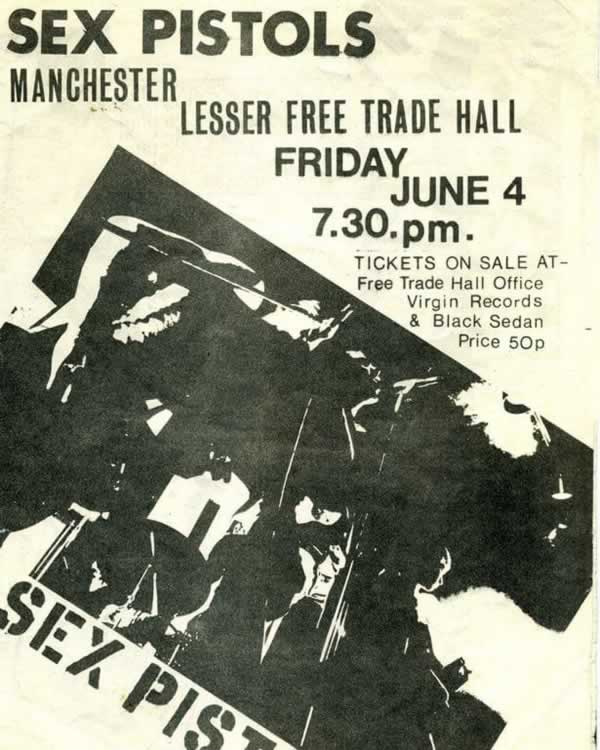 SEX PISTOLS
MANCHESTER
LESSER FREE TRADE HALL
FRIDAY
JUNE 4
7.30.pm.
TICKETS ON SALE AT-
Free Trade Hall Office
Virgin Records
& Black Sedan
Price 50p
SEX PIST